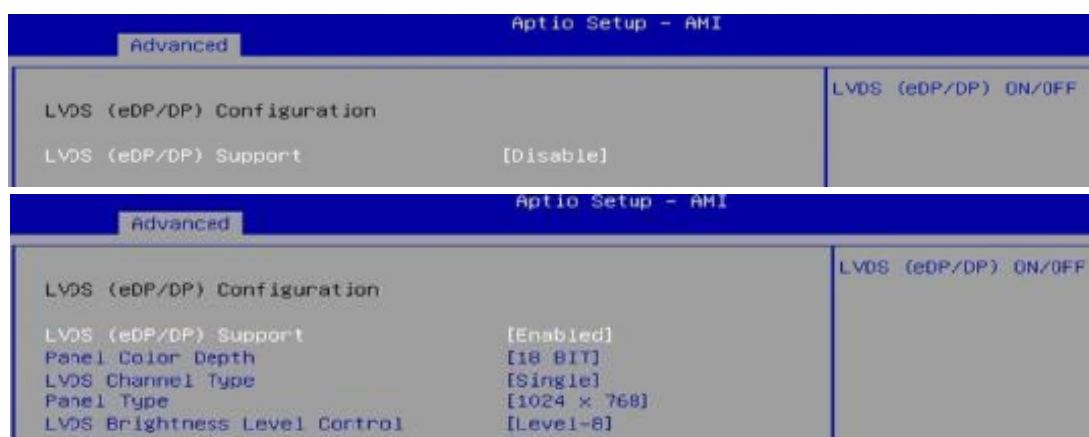 Aptio Setup - AMI
Advanced
LVDS (eDP/DP) Configuration
LVDS (eDP/DP) ON/OFF
LVDS (eDP/DP) Support [Disable]
Aptio Setup - AMI
Advanced
LVDS (eDP/DP) Configuration
LVDS (eDP/DP) ON/OFF
LVDS (eDP/DP) Support [Enabled]
Panel Color Depth [18 BIT]
LVDS Channel Type [Single]
Panel Type [1024 x 768]
LVDS Brightness Level Control [Level-8]